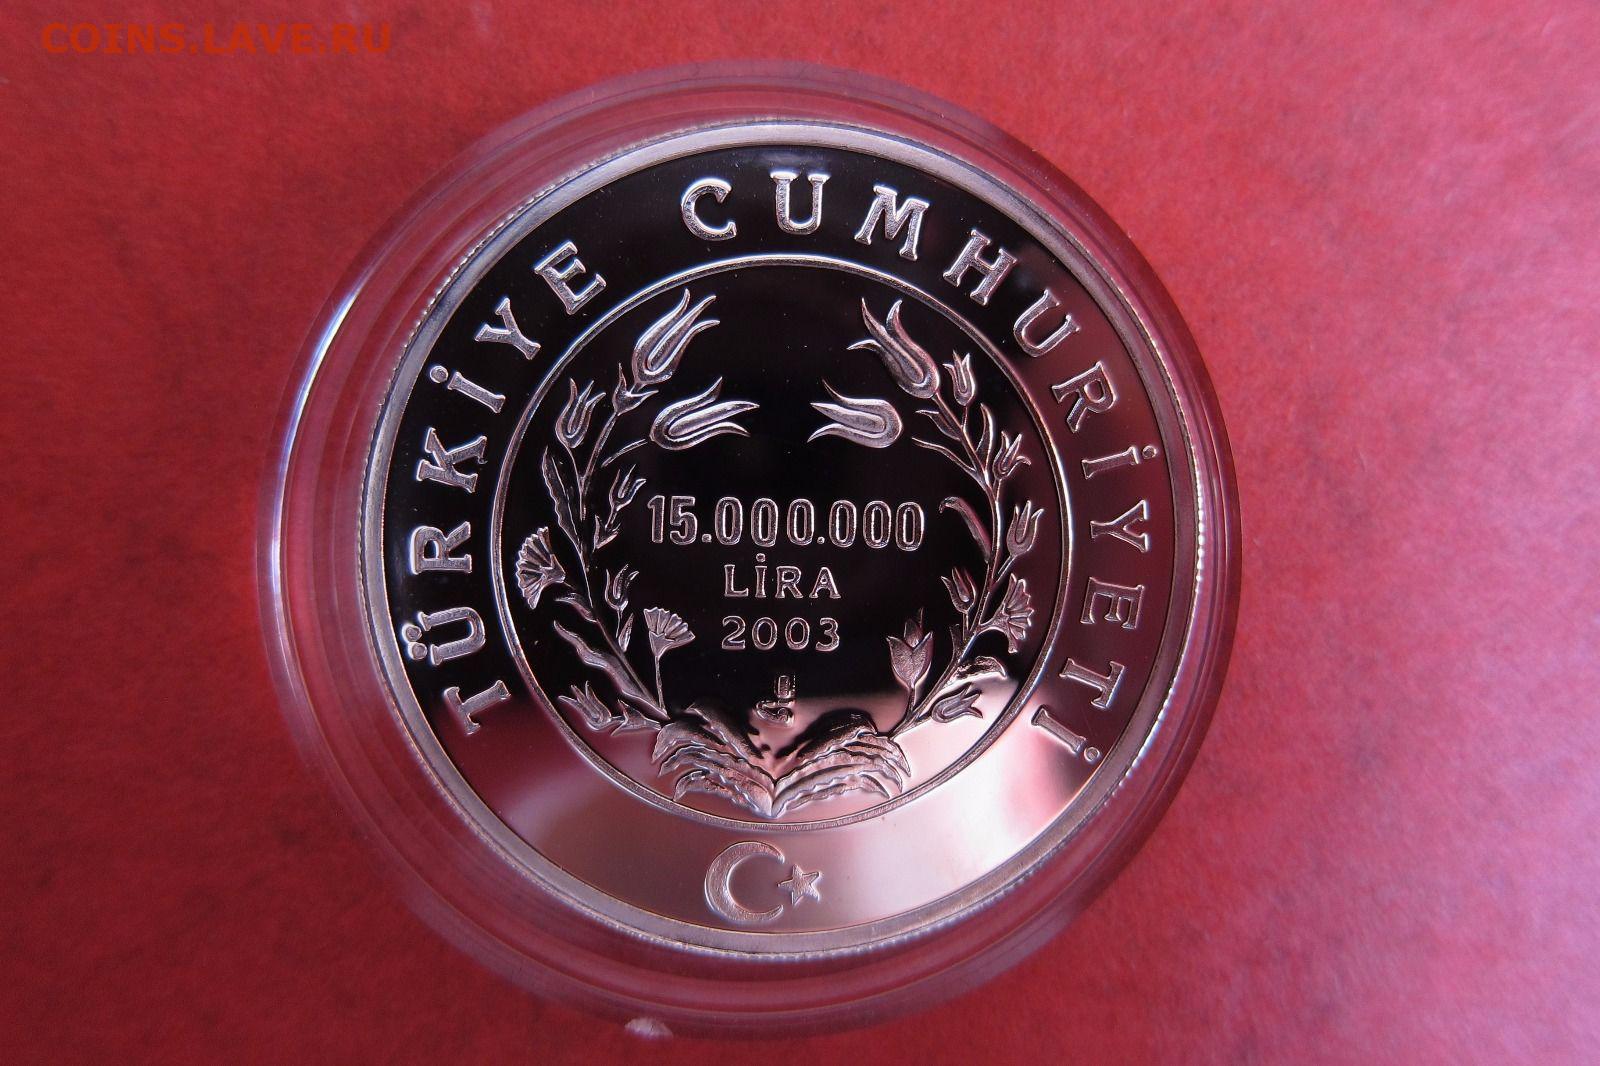 COINS.LAVE.RU
TÜRKİYE CUMHURİYETİ
15.000.000
LİRA
2003